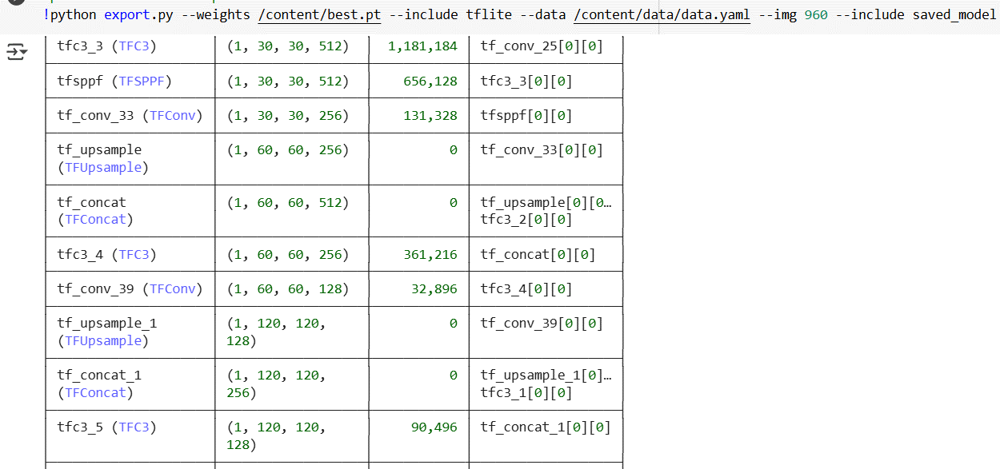 !python export.py --weights /content/best.pt --include tflite --data /content/data/data.yaml --img 960 --include saved_model
tfc3_3 (TFC3) (1, 30, 30, 512) 1,181,184 tf_conv_25[0][0]
tfsppf (TFSPPF) (1, 30, 30, 512) 656,128 tfc3_3[0][0]
tf_conv_33 (TFConv) (1, 30, 30, 256) 131,328 tfsppf[0][0]
tf_upsample (1, 60, 60, 256) 0 tf_conv_33[0][0]
(TFUpsample)
tf_concat (1, 60, 60, 512) 0 tf_upsample[0][0…
(TFConcat) tfc3_2[0][0]
tfc3_4 (TFC3) (1, 60, 60, 256) 361,216 tf_concat[0][0]
tf_conv_39 (TFConv) (1, 60, 60, 128) 32,896 tfc3_4[0][0]
tf_upsample_1 (1, 120, 120, 0 tf_conv_39[0][0]
(TFUpsample) 128)
tf_concat_1 (1, 120, 120, 0 tf_upsample_1[0]…
(TFConcat) 256) tfc3_1[0][0]
tfc3_5 (TFC3) (1, 120, 120, 90,496 tf_concat_1[0][0]
128)